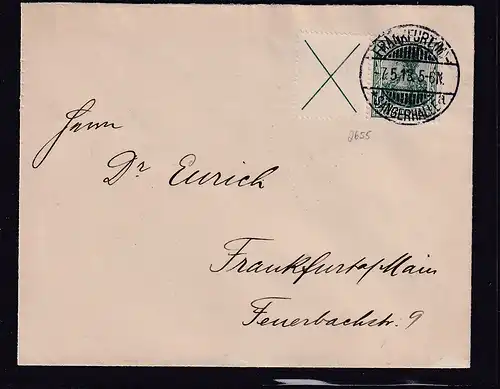 FRANKFURT(M.)
7.5.13.5-6N.
a
SÄNGERHALLE
2655
Herrn
Dr Eurich
Frankfurt a/Main
Feuerbachstr. 9